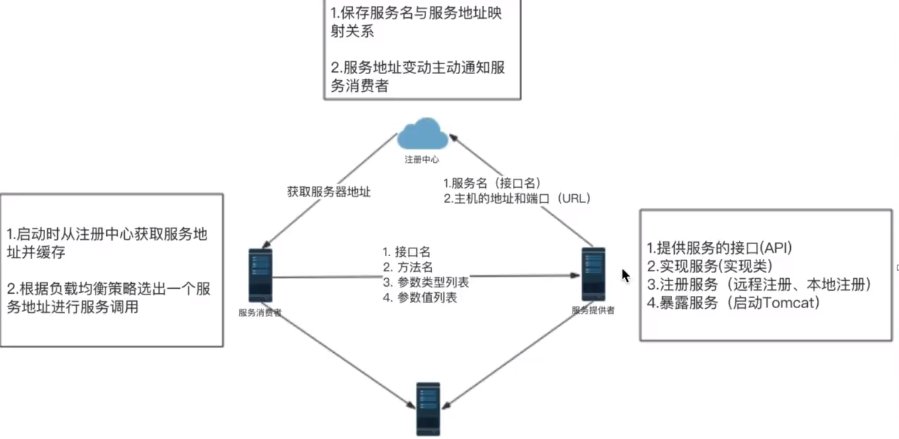 1.保存服务名与服务地址映
射关系
2.服务地址变动主动通知服
务消费者
注册中心
获取服务器地址
1.服务名（接口名）
2.主机的地址和端口（URL）
1.启动时从注册中心获取服务地
址并缓存
2.根据负载均衡策略选出一个服
务地址进行服务调用
服务消费者
1. 接口名
2. 方法名
3. 参数类型列表
4. 参数值列表
服务提供者
1.提供服务的接口(API)
2.实现服务(实现类)
3.注册服务（远程注册、本地注册）
4.暴露服务（启动Tomcat）